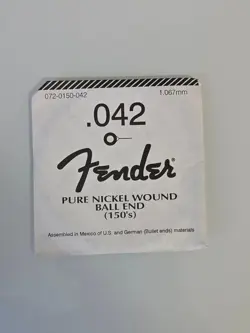 072-0150-042 1.067mm
.042
Fender®
PURE NICKEL WOUND
BALL END
(150's)
Assembled in Mexico of U.S. and German (Bullet ends) materials